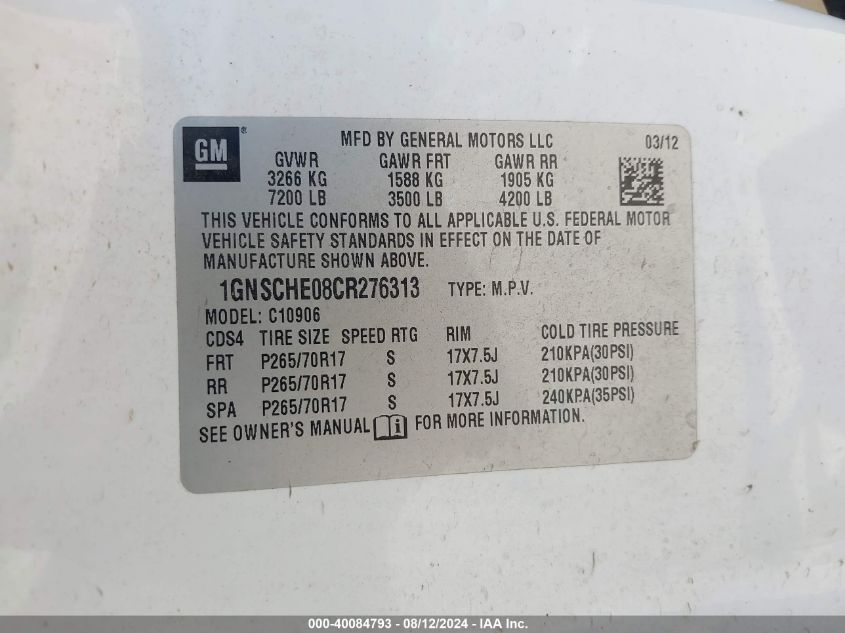 GM ®
MFD BY GENERAL MOTORS LLC 03/12
GVWR GAWR FRT GAWR RR
3266 KG 1588 KG 1905 KG
7200 LB 3500 LB 4200 LB
THIS VEHICLE CONFORMS TO ALL APPLICABLE U.S. FEDERAL MOTOR
VEHICLE SAFETY STANDARDS IN EFFECT ON THE DATE OF
MANUFACTURE SHOWN ABOVE.
1GNSCHE08CR276313 TYPE: M.P.V.
MODEL: C10906
CDS4 TIRE SIZE SPEED RTG RIM COLD TIRE PRESSURE
FRT P265/70R17 S 17X7.5J 210KPA(30PSI)
RR P265/70R17 S 17X7.5J 210KPA(30PSI)
SPA P265/70R17 S 17X7.5J 240KPA(35PSI)
SEE OWNER'S MANUAL i FOR MORE INFORMATION.
000-40084793 - 08/12/2024 - IAA Inc.